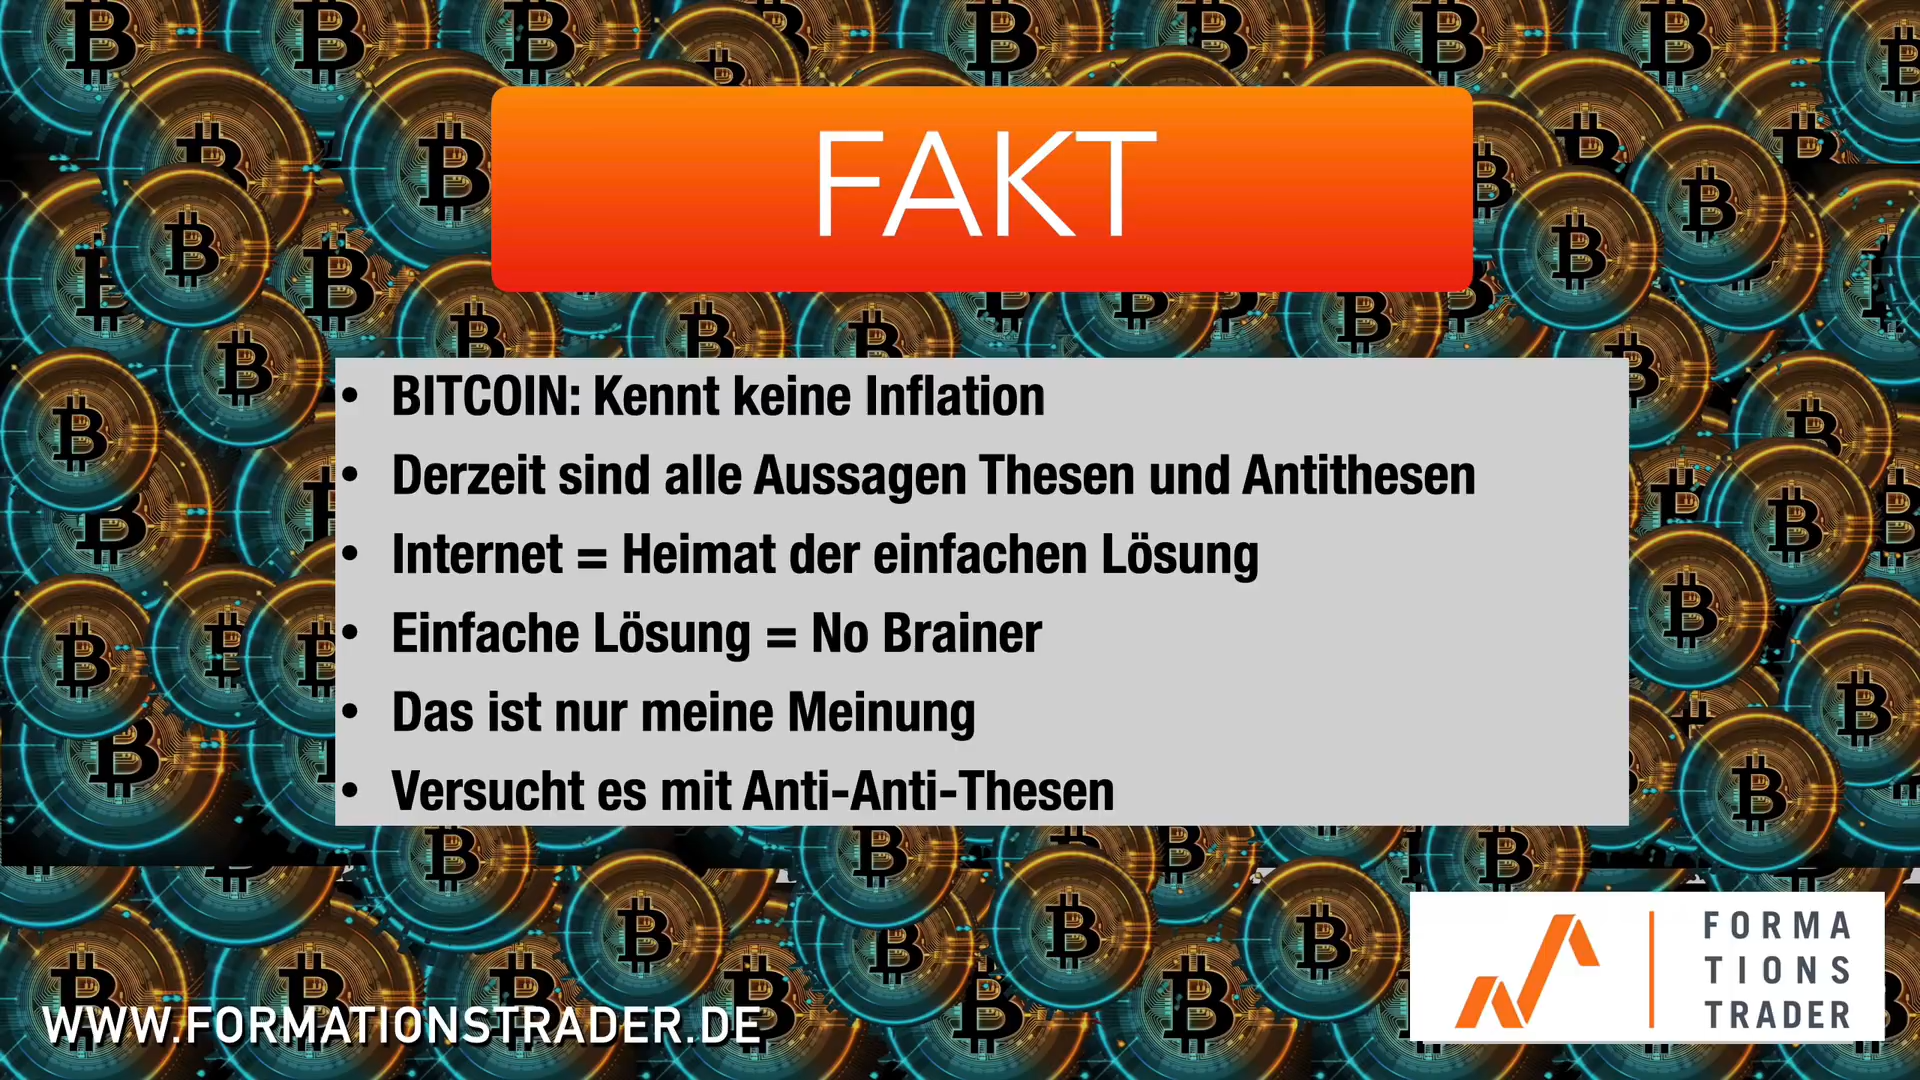 FAKT
• BITCOIN: Kennt keine Inflation
• Derzeit sind alle Aussagen Thesen und Antithesen
• Internet = Heimat der einfachen Lösung
• Einfache Lösung = No Brainer
• Das ist nur meine Meinung
• Versucht es mit Anti-Anti-Thesen
WWW.FORMATIONSTRADER.DE
FORMA
TIONS
TRADER